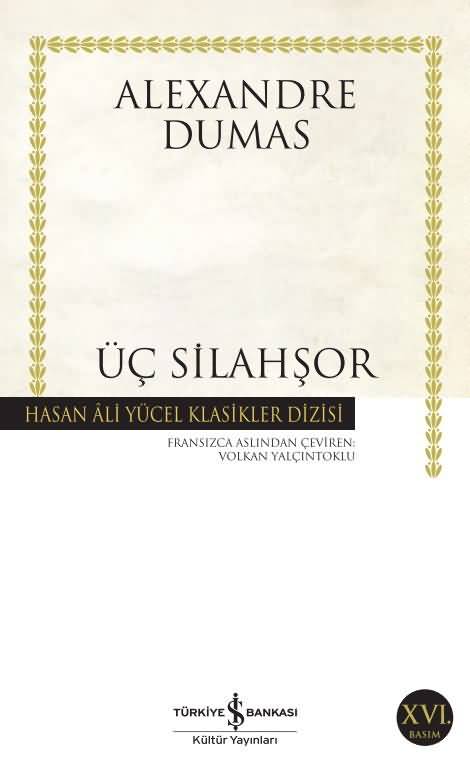 ALEXANDRE
DUMAS
ÜÇ SİLAHŞOR
HASAN ÂLİ YÜCEL KLASİKLER DİZİSİ
FRANSIZCA ASLINDAN ÇEVİREN:
VOLKAN YALÇINTOKLU
TÜRKİYE İŞ BANKASI
Kültür Yayınları
XVI.
BASIM